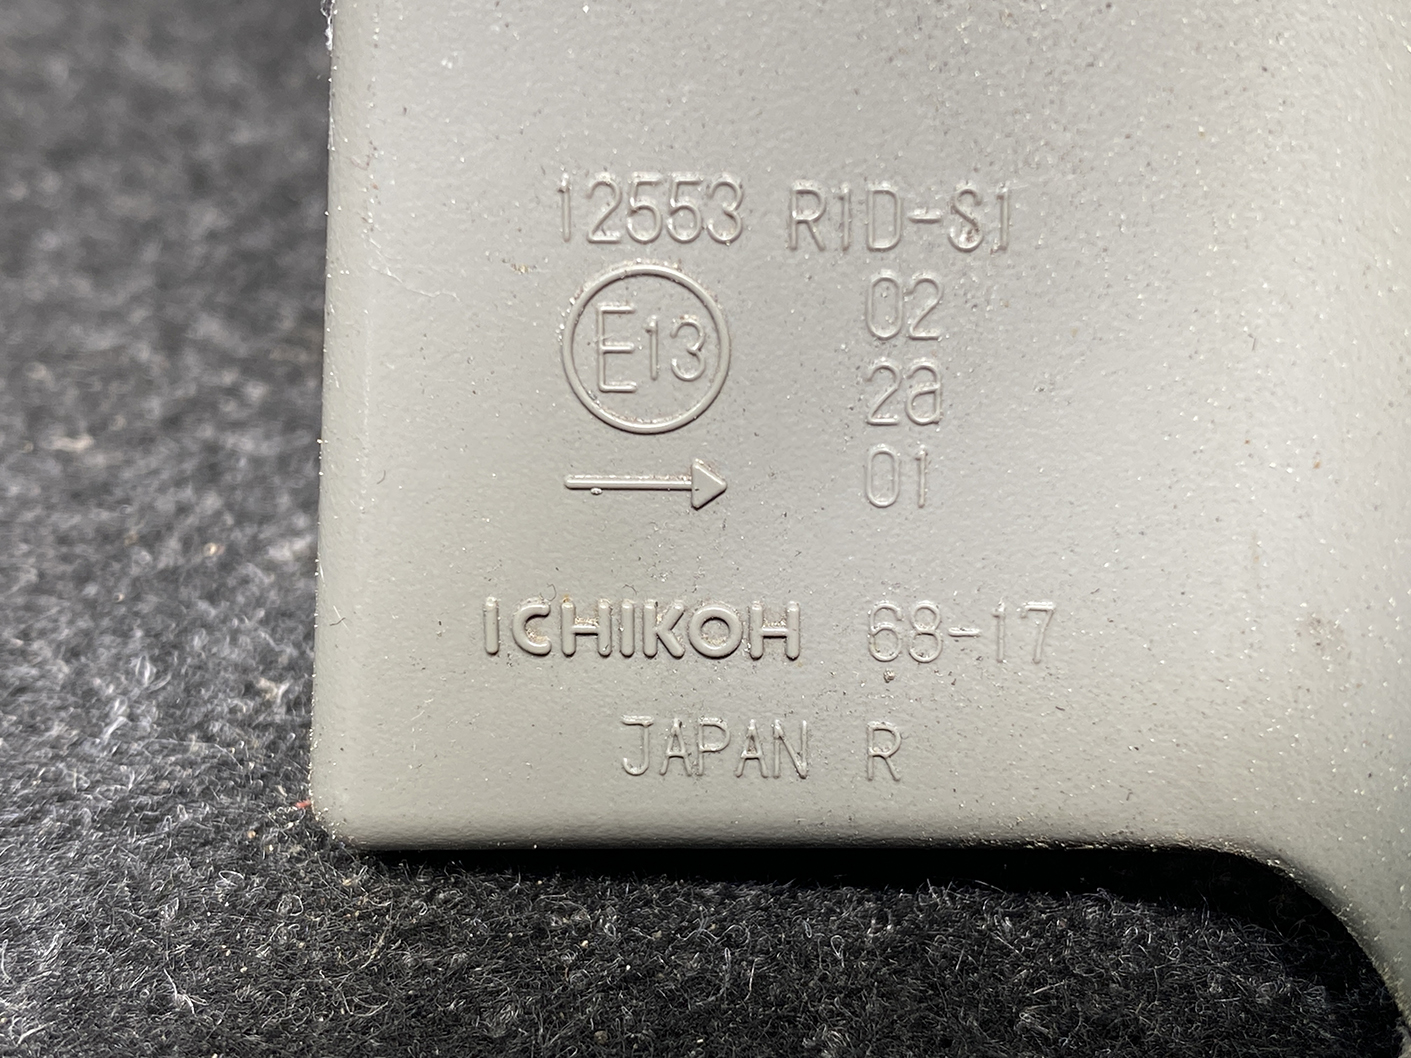 12553 R1D-S1
E13 02
2a
01
ICHIKOH 68-17
JAPAN R